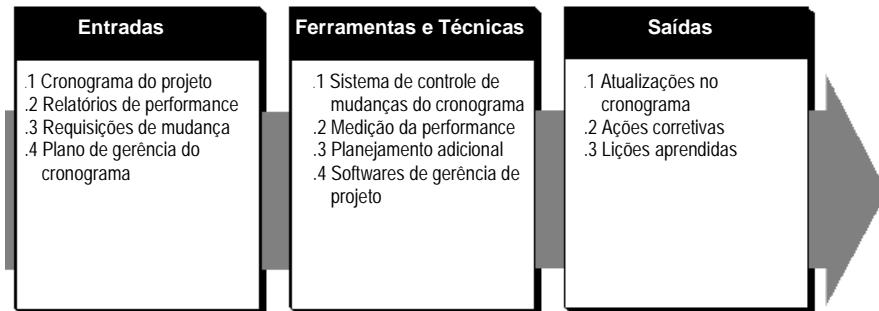 Entradas
.1 Cronograma do projeto
.2 Relatórios de performance
.3 Requisições de mudança
.4 Plano de gerência do
cronograma
Ferramentas e Técnicas
.1 Sistema de controle de
mudanças do cronograma
.2 Medição da performance
.3 Planejamento adicional
.4 Softwares de gerência de
projeto
Saídas
.1 Atualizações no
cronograma
.2 Ações corretivas
.3 Lições aprendidas